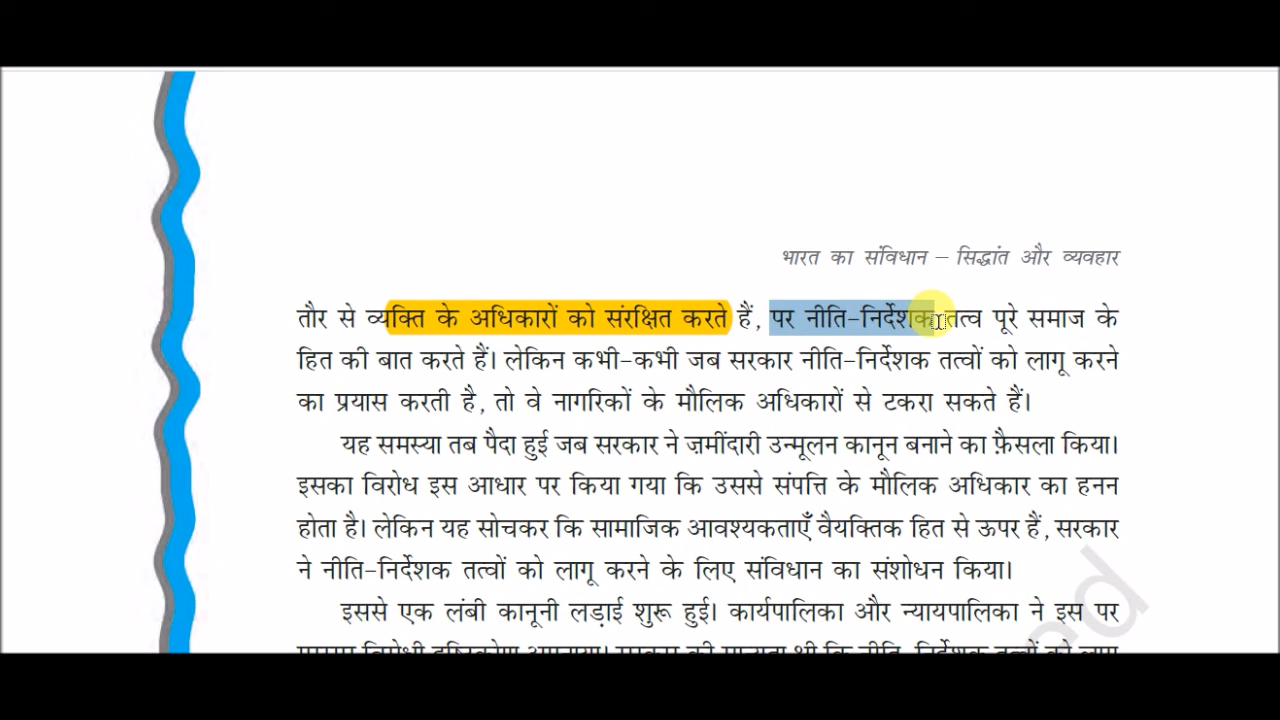 भारत का संविधान – सिद्धांत और व्यवहार
तौर से व्यक्ति के अधिकारों को संरक्षित करते हैं, पर नीति-निर्देशक तत्व पूरे समाज के
हित की बात करते हैं। लेकिन कभी-कभी जब सरकार नीति-निर्देशक तत्वों को लागू करने
का प्रयास करती है, तो वे नागरिकों के मौलिक अधिकारों से टकरा सकते हैं।
यह समस्या तब पैदा हुई जब सरकार ने ज़मींदारी उन्मूलन कानून बनाने का फ़ैसला किया।
इसका विरोध इस आधार पर किया गया कि उससे संपत्ति के मौलिक अधिकार का हनन
होता है। लेकिन यह सोचकर कि सामाजिक आवश्यकताएँ वैयक्तिक हित से ऊपर हैं, सरकार
ने नीति-निर्देशक तत्वों को लागू करने के लिए संविधान का संशोधन किया।
इससे एक लंबी कानूनी लड़ाई शुरू हुई। कार्यपालिका और न्यायपालिका ने इस पर